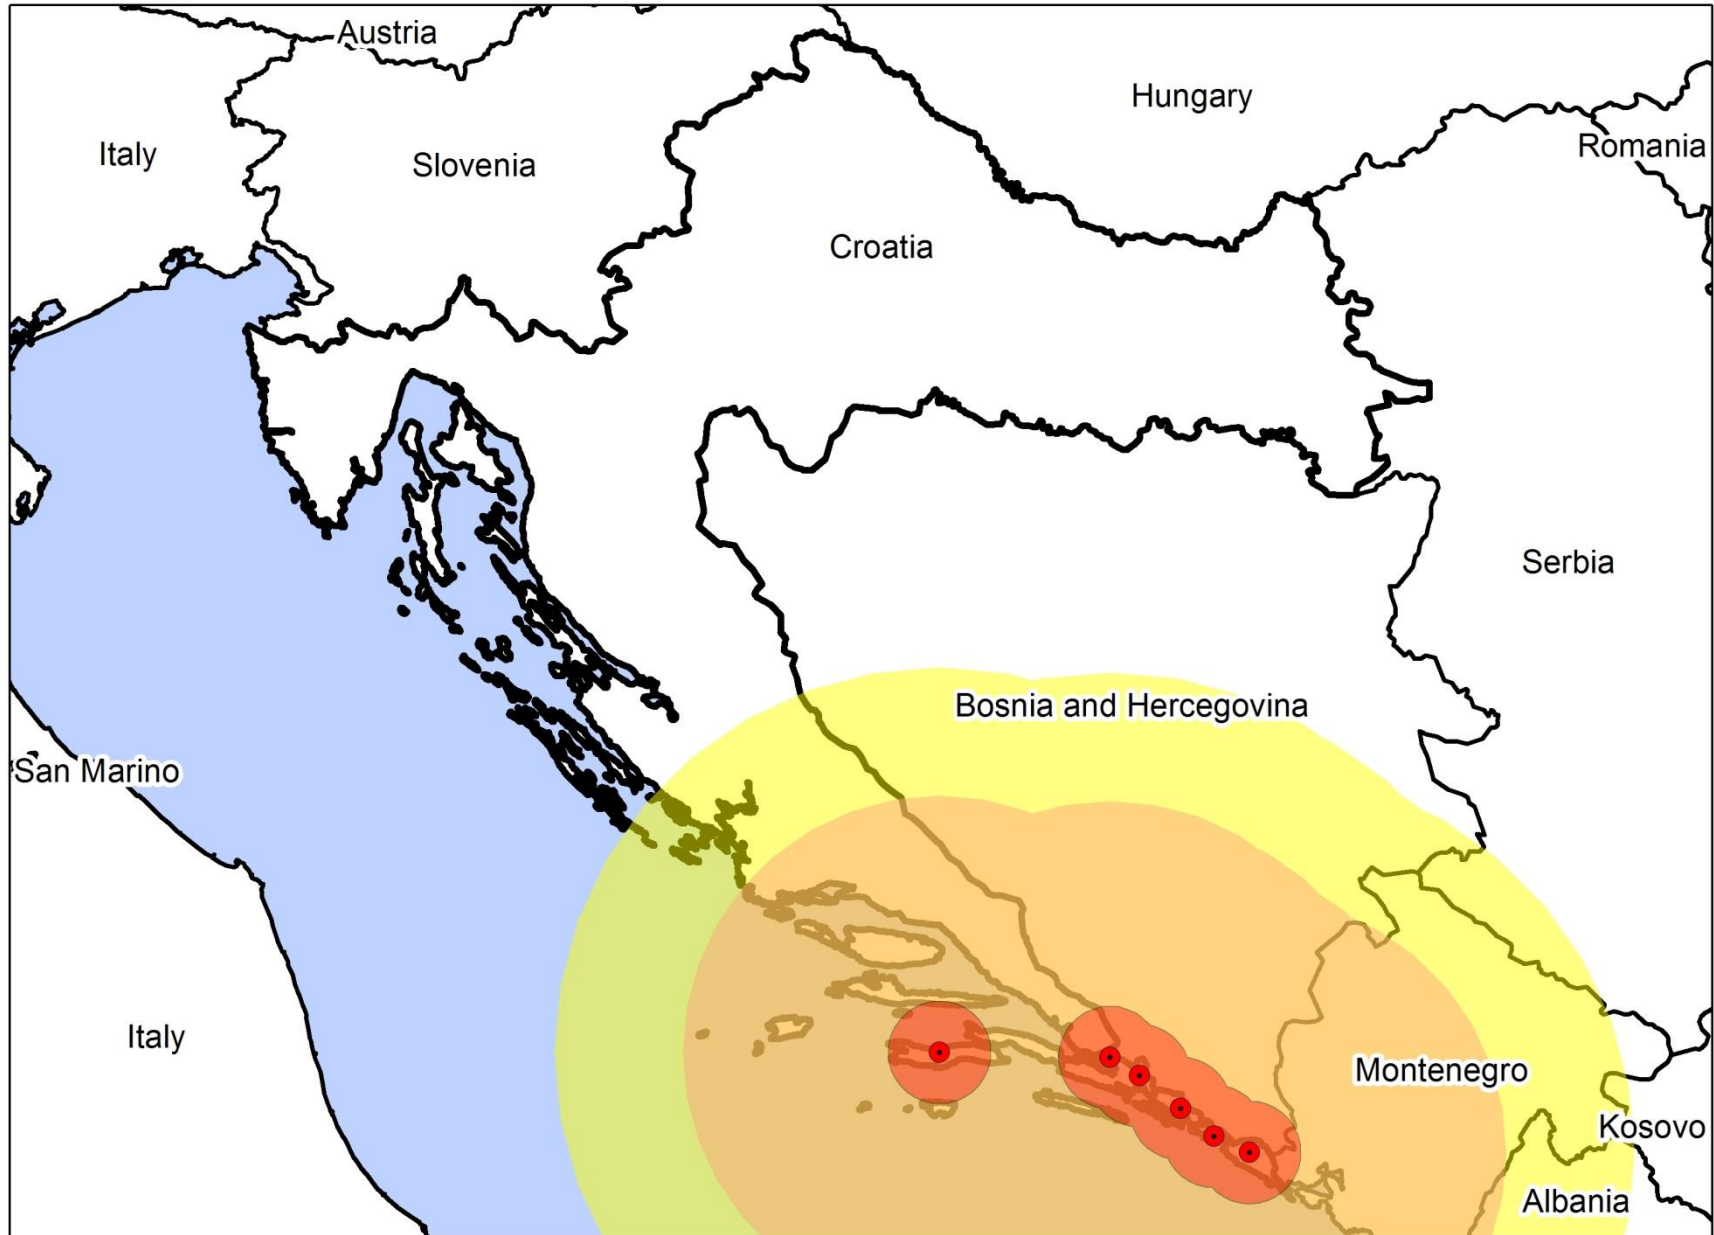 Austria
Hungary
Romania
Italy
Slovenia
Croatia
Serbia
Bosnia and Hercegovina
San Marino
Italy
Montenegro
Kosovo
Albania